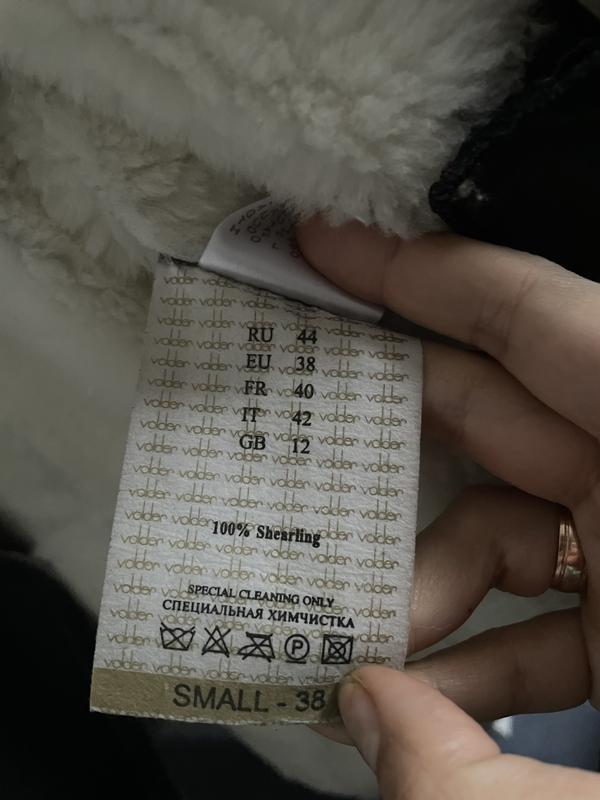 volder
RU 44
EU 38
FR 40
IT 42
GB 12
100% Shearling
SPECIAL CLEANING ONLY
СПЕЦИАЛЬНАЯ ХИМЧИСТКА
P
SMALL - 38